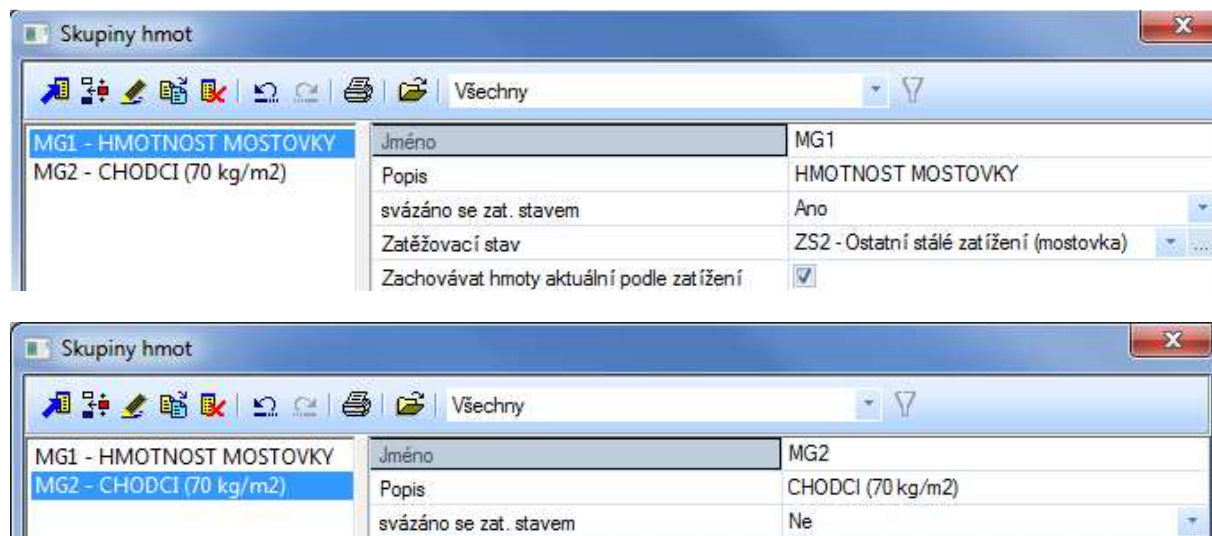 Skupiny hmot
Všechny
MG1 - HMOTNOST MOSTOVKY
MG2 - CHODCI (70 kg/m2)
Jméno MG1
Popis HMOTNOST MOSTOVKY
svázáno se zat. stavem Ano
Zatěžovací stav ZS2 - Ostatní stálé zatížení (mostovka) ...
Zachovávat hmoty aktuální podle zatížení
Skupiny hmot
Všechny
MG1 - HMOTNOST MOSTOVKY
MG2 - CHODCI (70 kg/m2)
Jméno MG2
Popis CHODCI (70 kg/m2)
svázáno se zat. stavem Ne